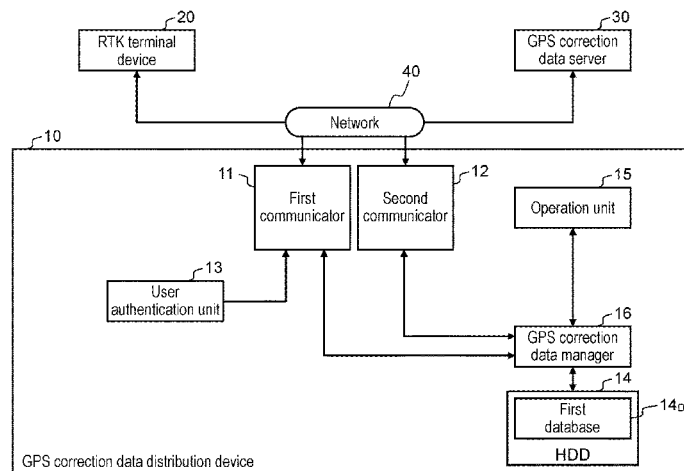 20
RTK terminal
device
30
GPS correction
data server
40
Network
10
11
First
communicator
12
Second
communicator
15
Operation unit
13
User
authentication unit
16
GPS correction
data manager
14
First
database
14D
HDD
GPS correction data distribution device